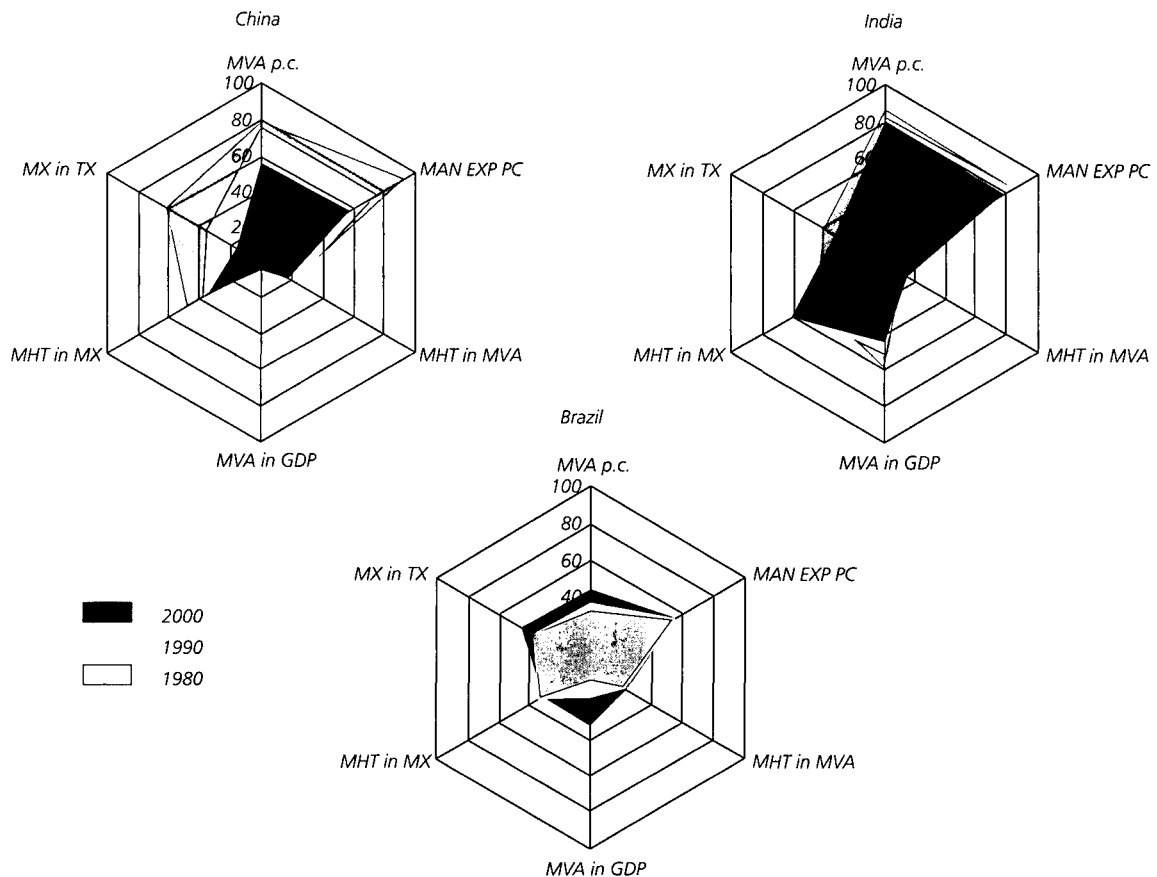 China
MVA p.c.
100
80
60
40
2
MX in TX
MAN EXP PC
MHT in MX
MHT in MVA
MVA in GDP
India
MVA p.c.
100
80
6
MX in TX
MAN EXP PC
MHT in MX
MHT in MVA
MVA in GDP
Brazil
MVA p.c.
100
80
60
40
MX in TX
MAN EXP PC
MHT in MX
MHT in MVA
MVA in GDP
2000
1990
1980